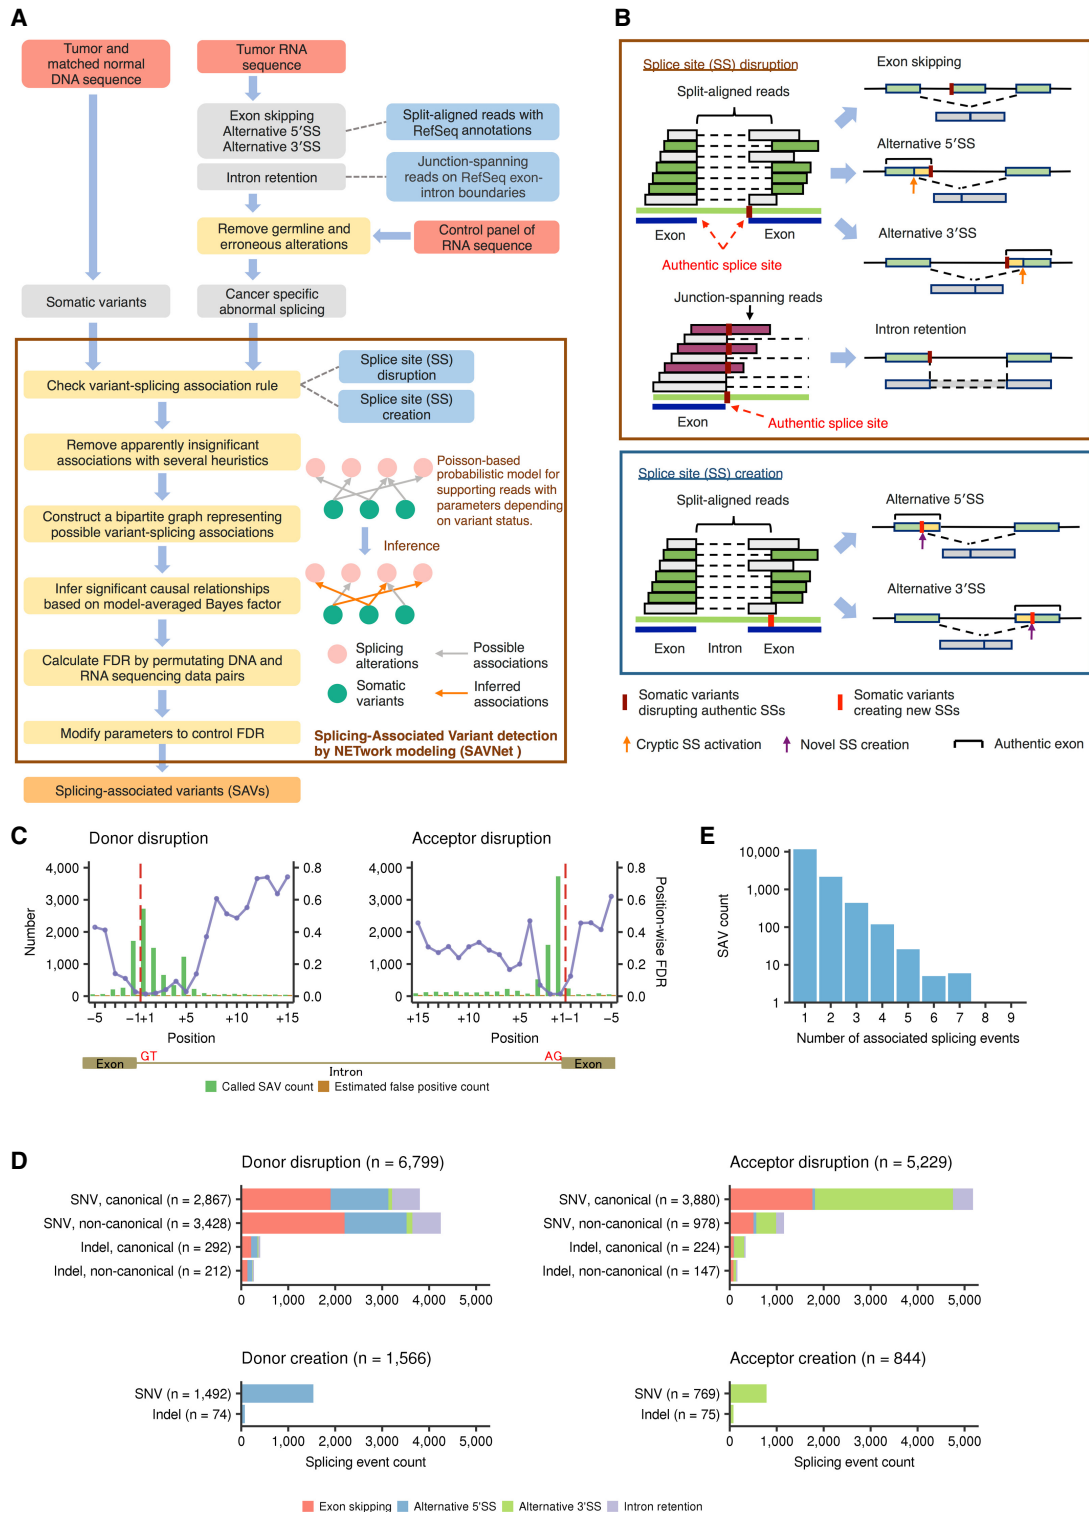 A
Tumor and
matched normal
DNA sequence
Tumor RNA
sequence
Exon skipping
Alternative 5′SS
Alternative 3′SS
Split-aligned reads with
RefSeq annotations
Intron retention
Junction-spanning
reads on RefSeq exon-
intron boundaries
Remove germline and
erroneous alterations
Control panel of
RNA sequence
Somatic variants
Cancer specific
abnormal splicing
Check variant-splicing association rule
Splice site (SS)
disruption
Splice site (SS)
creation
Remove apparently insignificant
associations with several heuristics
Construct a bipartite graph representing
possible variant-splicing associations
Infer significant causal relationships
based on model-averaged Bayes factor
Calculate FDR by permutating DNA and
RNA sequencing data pairs
Modify parameters to control FDR
Splicing-associated variants (SAVs)
Poisson-based
probabilistic model for
supporting reads with
parameters depending
on variant status.
Inference
Splicing
alterations
Possible
associations
Somatic
variants
Inferred
associations
Splicing-Associated Variant detection
by NETwork modeling (SAVNet )
B
Splice site (SS) disruption
Split-aligned reads
Exon
Exon
Authentic splice site
Junction-spanning reads
Exon
Authentic splice site
Exon skipping
Alternative 5′SS
Alternative 3′SS
Intron retention
Splice site (SS) creation
Split-aligned reads
Exon
Intron
Exon
Alternative 5′SS
Alternative 3′SS
Somatic variants
disrupting authentic SSs
Somatic variants
creating new SSs
Cryptic SS activation
Novel SS creation
Authentic exon
C
Donor disruption
4,000
3,000
2,000
1,000
0
Number
0.8
0.6
0.4
0.2
0.0
−5
−1+1
+5
+10
+15
Position
Acceptor disruption
4,000
3,000
2,000
1,000
0
0.8
0.6
0.4
0.2
0.0
Position-wise FDR
+15
+10
+5
+1−1
−5
Position
Exon
GT
Intron
AG
Exon
Called SAV count
Estimated false positive count
E
10,000
1,000
100
10
1
SAV count
1 2 3 4 5 6 7 8 9
Number of associated splicing events
D
Donor disruption (n = 6,799)
SNV, canonical (n = 2,867)
SNV, non-canonical (n = 3,428)
Indel, canonical (n = 292)
Indel, non-canonical (n = 212)
0 1,000 2,000 3,000 4,000 5,000
Acceptor disruption (n = 5,229)
SNV, canonical (n = 3,880)
SNV, non-canonical (n = 978)
Indel, canonical (n = 224)
Indel, non-canonical (n = 147)
0 1,000 2,000 3,000 4,000 5,000
Donor creation (n = 1,566)
SNV (n = 1,492)
Indel (n = 74)
0 1,000 2,000 3,000 4,000 5,000
Splicing event count
Acceptor creation (n = 844)
SNV (n = 769)
Indel (n = 75)
0 1,000 2,000 3,000 4,000 5,000
Splicing event count
Exon skipping
Alternative 5'SS
Alternative 3'SS
Intron retention